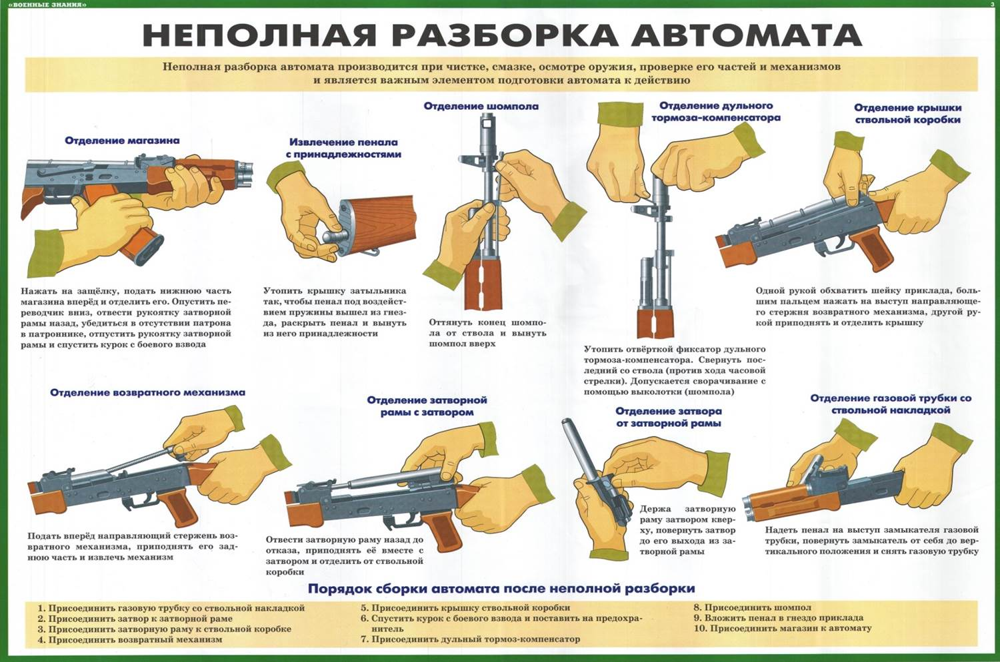 «ВОЕННЫЕ ЗНАНИЯ»
3
НЕПОЛНАЯ РАЗБОРКА АВТОМАТА
Неполная разборка автомата производится при чистке, смазке, осмотре оружия, проверке его частей и механизмов
и является важным элементом подготовки автомата к действию
Отделение магазина
Нажать на защёлку, подать нижнюю часть
магазина вперёд и отделить его. Опустить пе-
реводчик вниз, отвести рукоятку затворной
рамы назад, убедиться в отсутствии патрона
в патроннике, отпустить рукоятку затворной
рамы и спустить курок с боевого взвода
Извлечение пенала
с принадлежностями
Утопить крышку затыльника
так, чтобы пенал под воздейст-
вием пружины вышел из гнез-
да, раскрыть пенал и вынуть
из него принадлежности
Отделение шомпола
Оттянуть конец шомпо-
ла от ствола и вынуть
шомпол вверх
Отделение дульного
тормоза-компенсатора
Утопить отвёрткой фиксатор дульного
тормоза-компенсатора. Свернуть пос-
ледний со ствола (против хода часовой
стрелки). Допускается сворачивание с
помощью выколотки (шомпола)
Отделение крышки
ствольной коробки
Одной рукой обхватить шейку приклада, боль-
шим пальцем нажать на выступ направляюще-
го стержня возвратного механизма, другой ру-
кой приподнять и отделить крышку
Отделение возвратного механизма
Подать вперёд направляющий стержень воз-
вратного механизма, приподнять его зад-
нюю часть и извлечь механизм
Отделение затворной
рамы с затвором
Отвести затворную раму назад до
отказа, приподнять её вместе с
затвором и отделить от ствольной
коробки
Отделение затвора
от затворной рамы
Держа затворную
раму затвором квер-
ху, повернуть затвор
до его выхода из за-
творной рамы
Отделение газовой трубки со
ствольной накладкой
Надеть пенал на выступ замыкателя газовой
трубки, повернуть замыкатель от себя до вер-
тикального положения и снять газовую трубку
Порядок сборки автомата после неполной разборки
1. Присоединить газовую трубку со ствольной накладкой
2. Присоединить затвор к затворной раме
3. Присоединить затворную раму к ствольной коробке
4. Присоединить возвратный механизм
5. Присоединить крышку ствольной коробки
6. Спустить курок с боевого взвода и поставить на предохра-
нитель
7. Присоединить дульный тормоз-компенсатор
8. Присоединить шомпол
9. Вложить пенал в гнездо приклада
10. Присоединить магазин к автомату